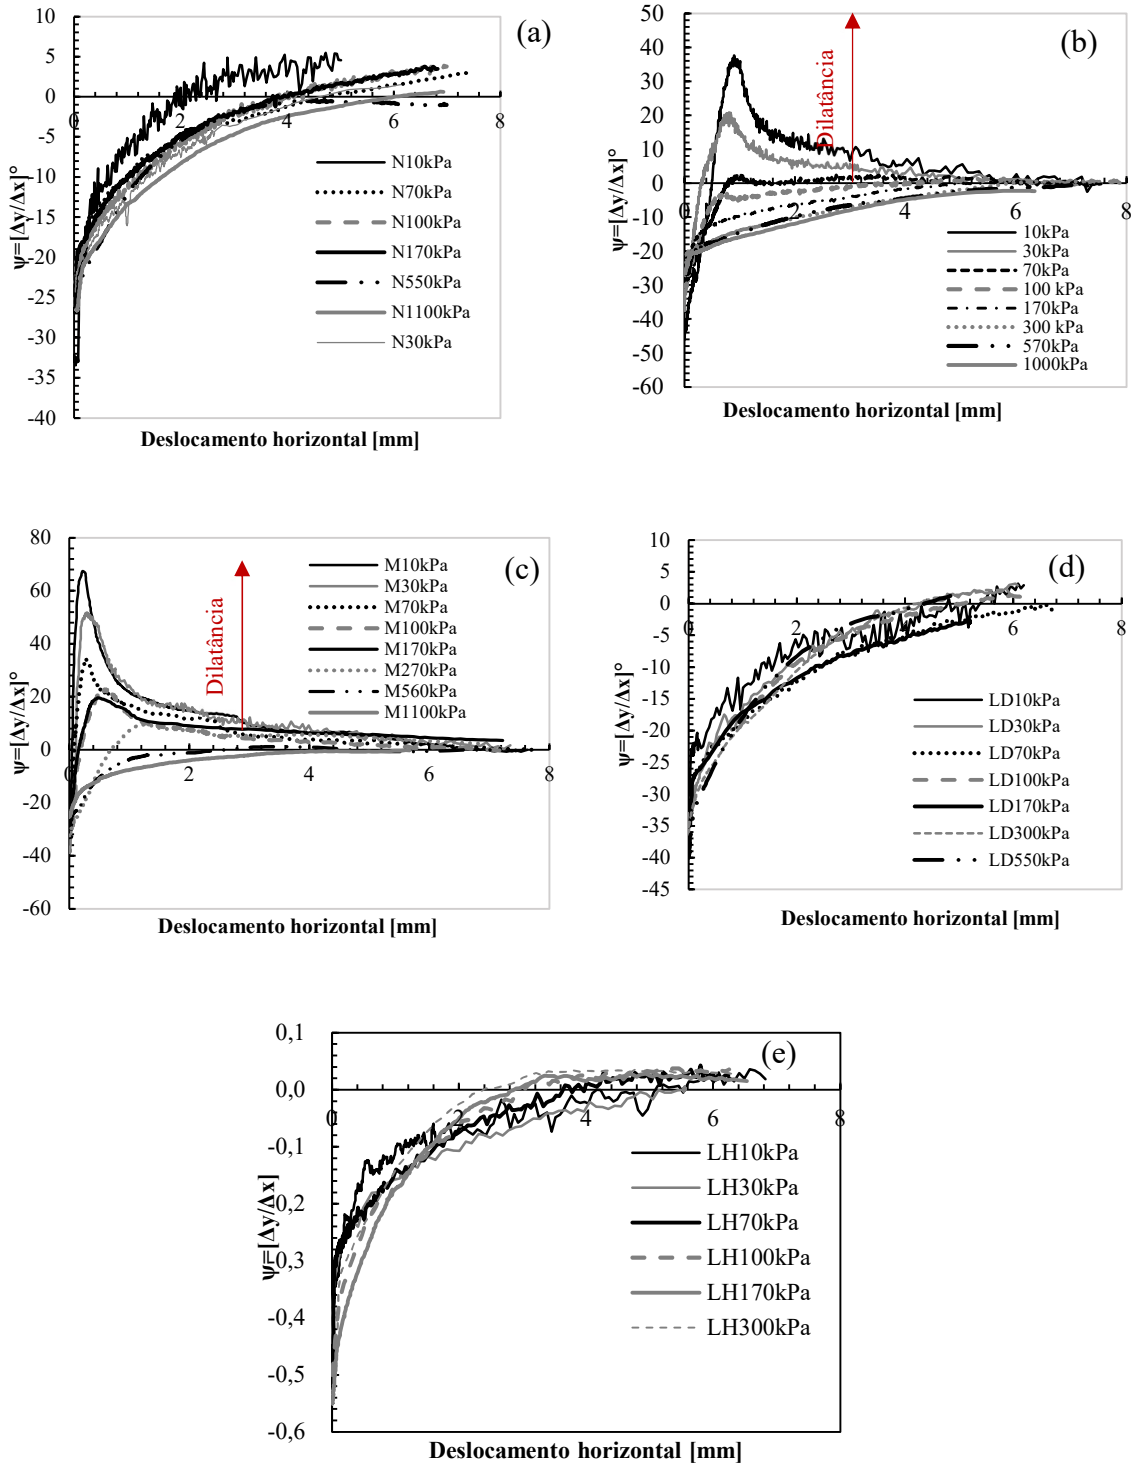 (a)
10
5
0
-5
-10
-15
-20
-25
-30
-35
-40
0
2
4
6
8
ψ=[Δy/Δx]°
N10kPa
N70kPa
N100kPa
N170kPa
N550kPa
N1100kPa
N30kPa
Deslocamento horizontal [mm]
(b)
50
40
30
20
10
0
-10
-20
-30
-40
-50
-60
0
2
4
6
8
ψ=[Δy/Δx]°
Dilatância
10kPa
30kPa
70kPa
100 kPa
170kPa
300 kPa
570kPa
1000kPa
Deslocamento horizontal [mm]
(c)
80
60
40
20
0
-20
-40
-60
0
2
4
6
8
ψ=[Δy/Δx]°
Dilatância
M10kPa
M30kPa
M70kPa
M100kPa
M170kPa
M270kPa
M560kPa
M1100kPa
Deslocamento horizontal [mm]
(d)
10
5
0
-5
-10
-15
-20
-25
-30
-35
-40
-45
0
2
4
6
8
ψ=[Δy/Δx]°
LD10kPa
LD30kPa
LD70kPa
LD100kPa
LD170kPa
LD300kPa
LD550kPa
Deslocamento horizontal [mm]
(e)
0,1
0,0
-0,1
-0,2
-0,3
-0,4
-0,5
-0,6
0
2
4
6
8
ψ=[Δy/Δx]
LH10kPa
LH30kPa
LH70kPa
LH100kPa
LH170kPa
LH300kPa
Deslocamento horizontal [mm]